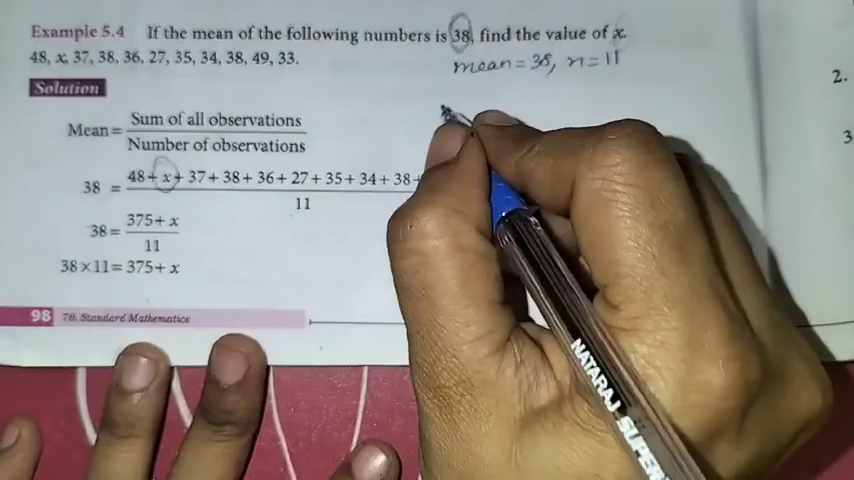 Example 5.4 If the mean of the following numbers is 38, find the value of x.
48, x, 37, 38, 36, 27, 35, 34, 38, 49, 33.
mean = 38, n = 11
Solution
Mean = Sum of all observations / Number of observations
38 = 48 + x + 37 + 38 + 36 + 27 + 35 + 34 + 38 + / 11
38 = 375 + x / 11
38 × 11 = 375 + x
98 7th Standard Mathematics
2.
3
NATARAJ SUPER